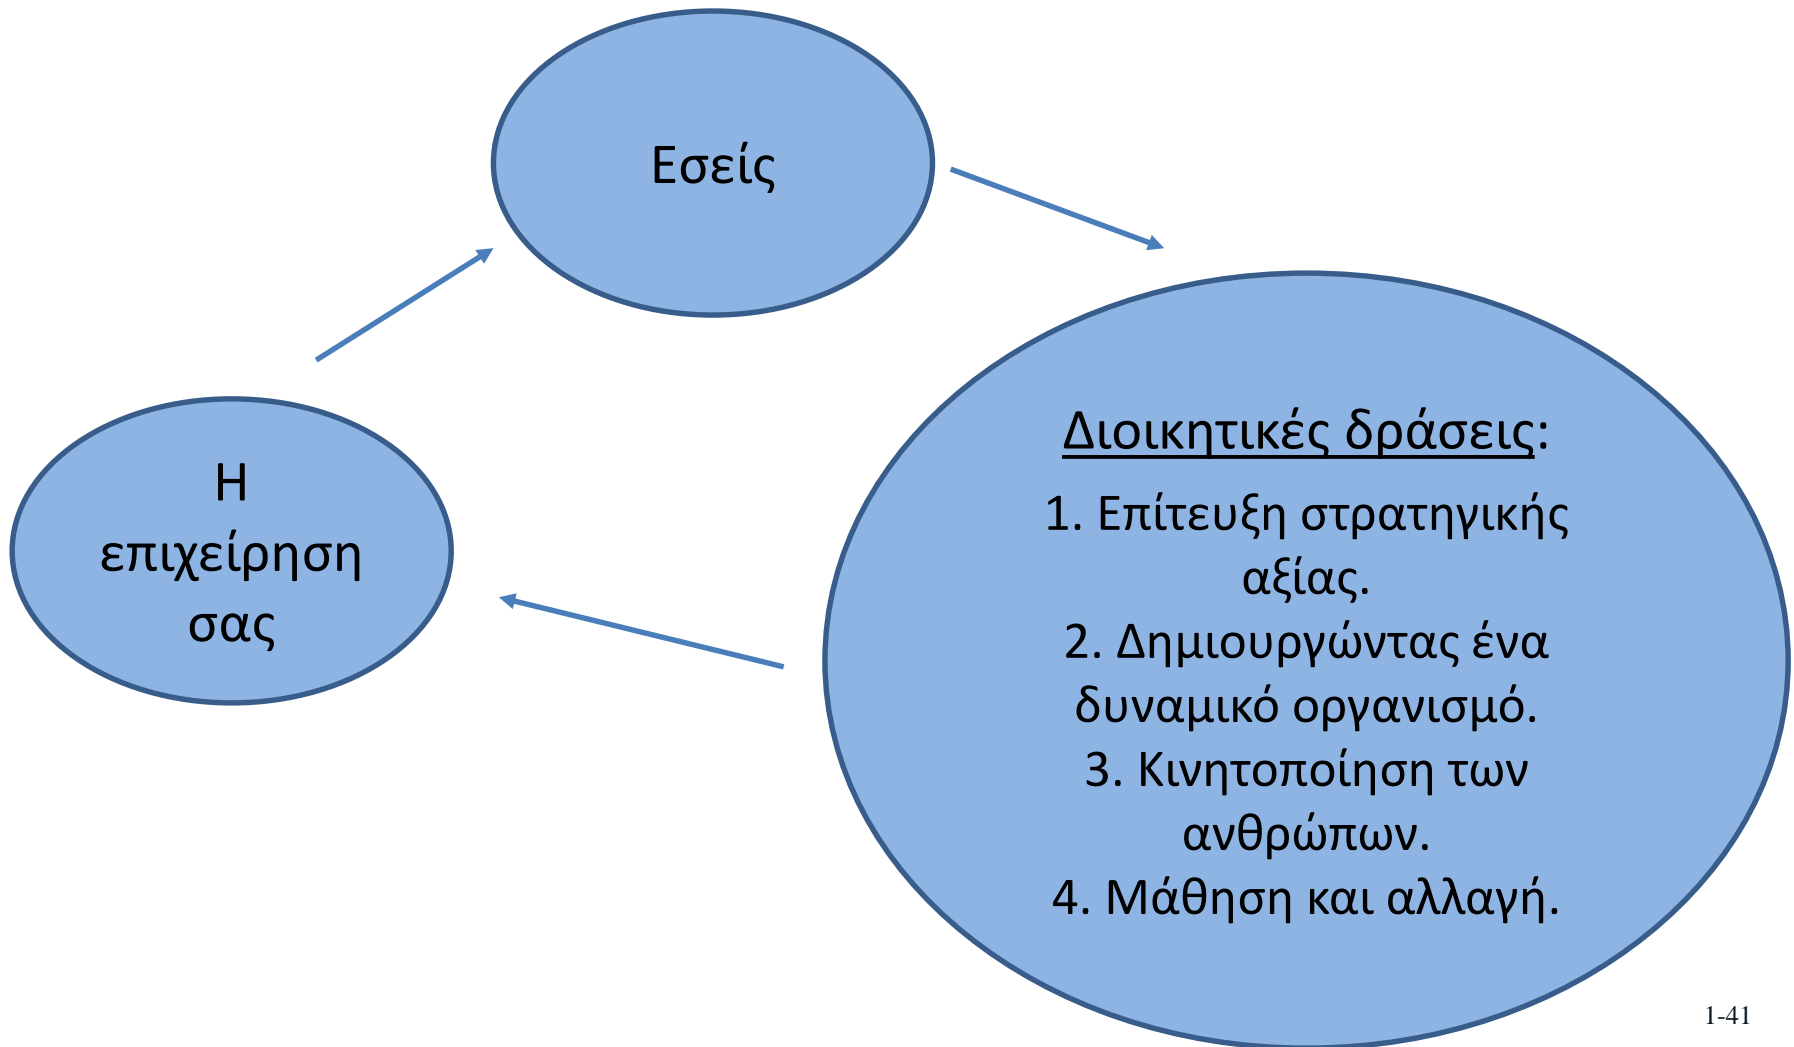 Εσείς
Η
επιχείρηση
σας
Διοικητικές δράσεις:
1. Επίτευξη στρατηγικής
αξίας.
2. Δημιουργώντας ένα
δυναμικό οργανισμό.
3. Κινητοποίηση των
ανθρώπων.
4. Μάθηση και αλλαγή.
1-41